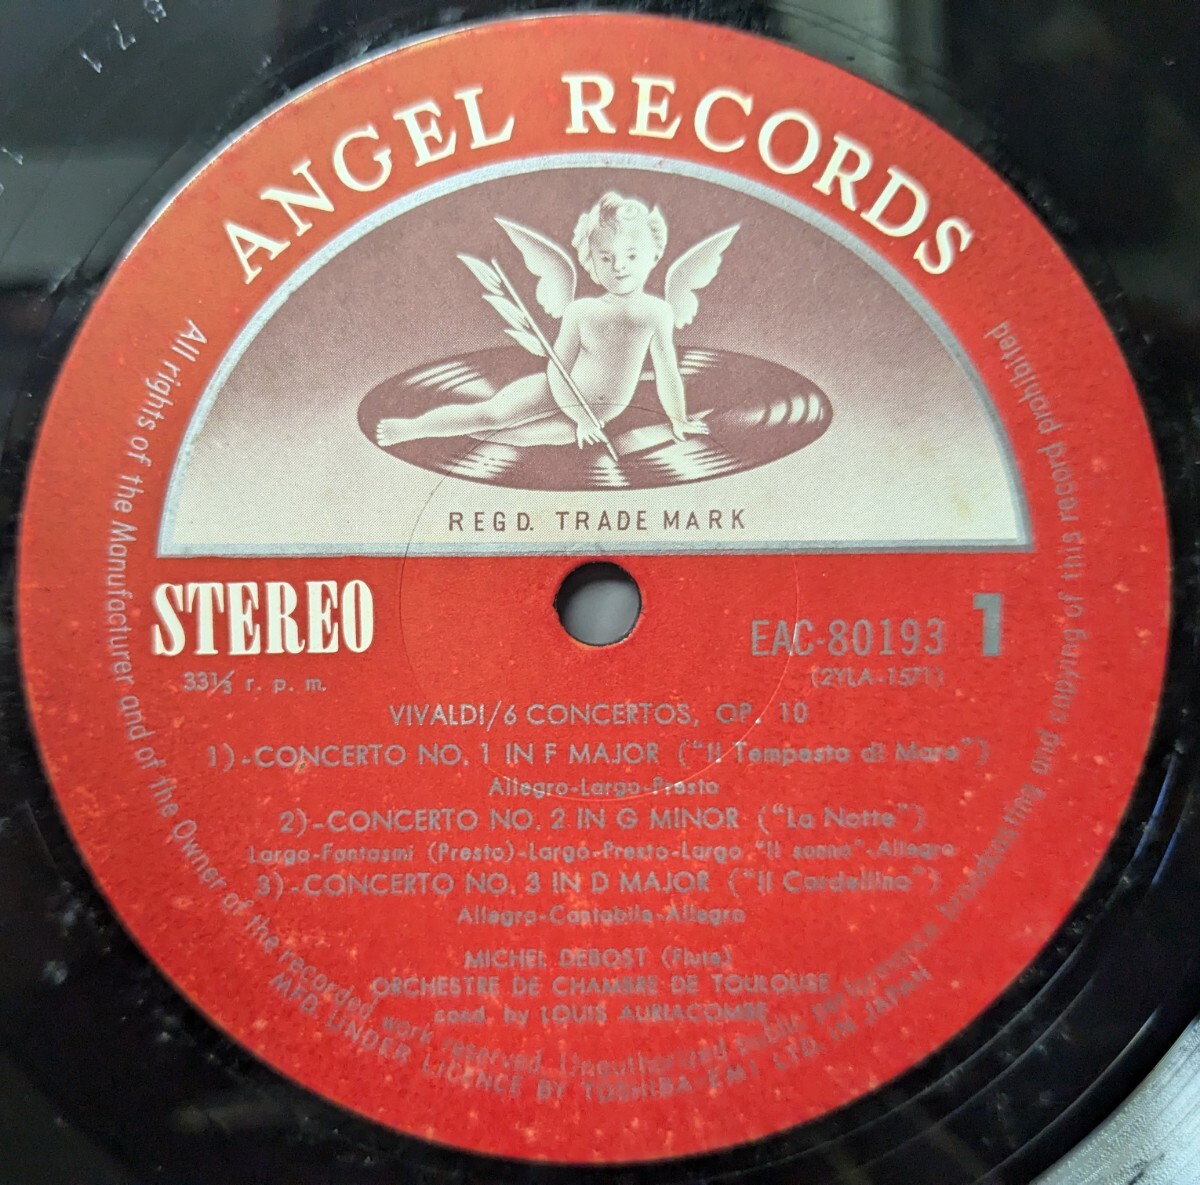 ANGEL RECORDS
REGD. TRADE MARK
STEREO
33⅓ r. p. m.
EAC-80193 1
(2YLA-1571)
VIVALDI/6 CONCERTOS, OP. 10
1)-CONCERTO NO. 1 IN F MAJOR ("Il Tempesta di Mare")
Allegro-Largo-Presto
2)-CONCERTO NO. 2 IN G MINOR ("La Notte")
Largo-Fantasmi (Presto)-Largo-Presto-Largo "Il sonno"-Allegro
3)-CONCERTO NO. 3 IN D MAJOR ("Il Cardellino")
Allegro-Cantabile-Allegro
MICHEL DEBOST (Flute)
ORCHESTRE DE CHAMBRE DE TOULOUSE
cond. by LOUIS AURIACOMBE
All rights of the Manufacturer and of the Owner of the recorded work reserved. Unauthorized public performance broadcasting and copying of this record prohibited
MFD. UNDER LICENCE BY TOSHIBA-EMI LTD. IN JAPAN